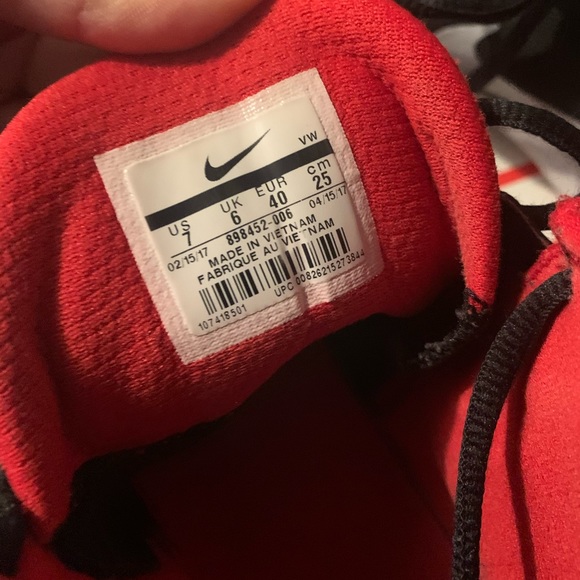 VW
US UK EUR cm
7 6 40 25
02/15/17 898452-006 04/15/17
MADE IN VIETNAM
FABRIQUE AU VIETNAM
107418501 UPC 00826215273844